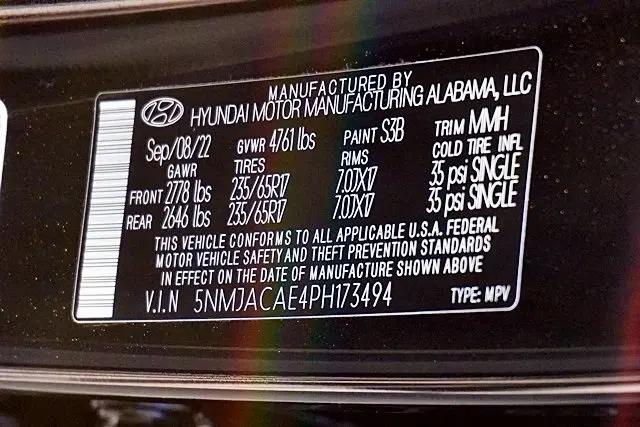 MANUFACTURED BY
HYUNDAI MOTOR MANUFACTURING ALABAMA, LLC
Sep/08/22 GVWR 4761 lbs PAINT S3B TRIM MMH
GAWR TIRES RIMS COLD TIRE INFL
FRONT 2778 lbs 235/65R17 7.0JX17 35 psi SINGLE
REAR 2646 lbs 235/65R17 7.0JX17 35 psi SINGLE
THIS VEHICLE CONFORMS TO ALL APPLICABLE U.S.A. FEDERAL
MOTOR VEHICLE SAFETY AND THEFT PREVENTION STANDARDS
IN EFFECT ON THE DATE OF MANUFACTURE SHOWN ABOVE
V.I.N 5NMJACAE4PH173494 TYPE: MPV